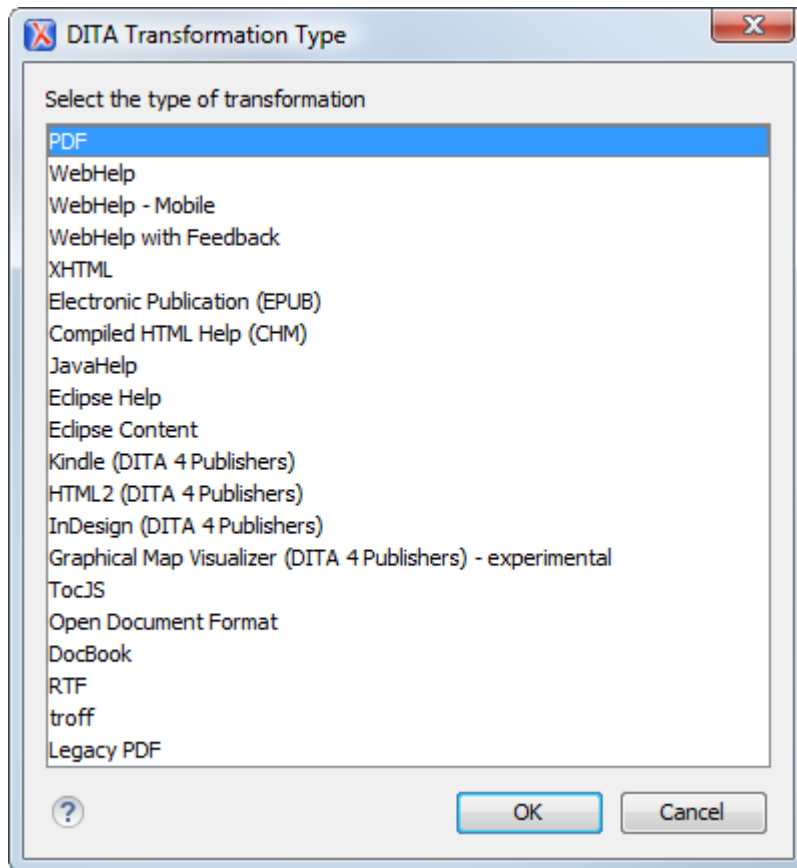 DITA Transformation Type
Select the type of transformation
PDF
WebHelp
WebHelp - Mobile
WebHelp with Feedback
XHTML
Electronic Publication (EPUB)
Compiled HTML Help (CHM)
JavaHelp
Eclipse Help
Eclipse Content
Kindle (DITA 4 Publishers)
HTML2 (DITA 4 Publishers)
InDesign (DITA 4 Publishers)
Graphical Map Visualizer (DITA 4 Publishers) - experimental
TocJS
Open Document Format
DocBook
RTF
troff
Legacy PDF
? OK Cancel